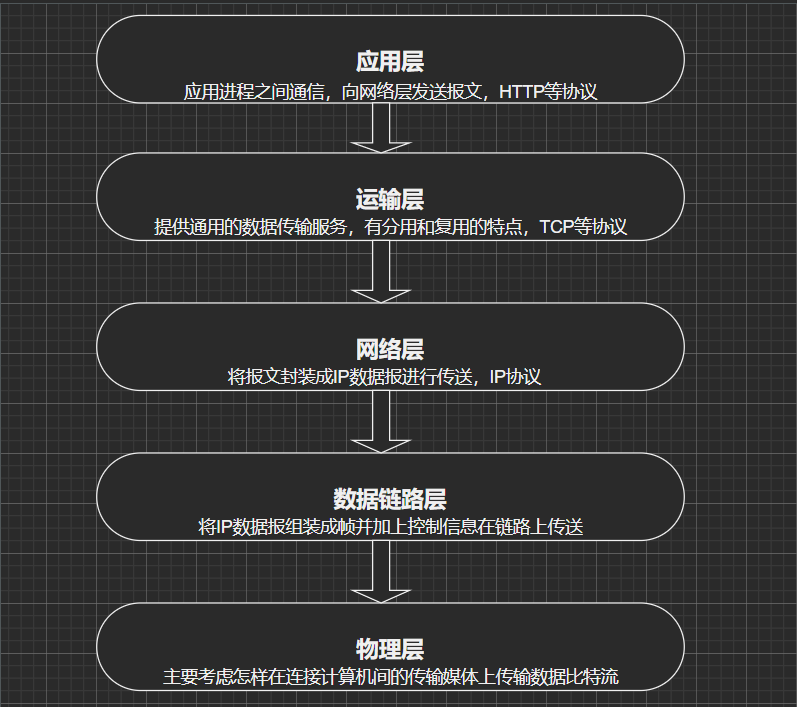 应用层
应用进程之间通信，向网络层发送报文，HTTP等协议
运输层
提供通用的数据传输服务，有分用和复用的特点，TCP等协议
网络层
将报文封装成IP数据报进行传送，IP协议
数据链路层
将IP数据报组装成帧并加上控制信息在链路上传送
物理层
主要考虑怎样在连接计算机间的传输媒体上传输数据比特流